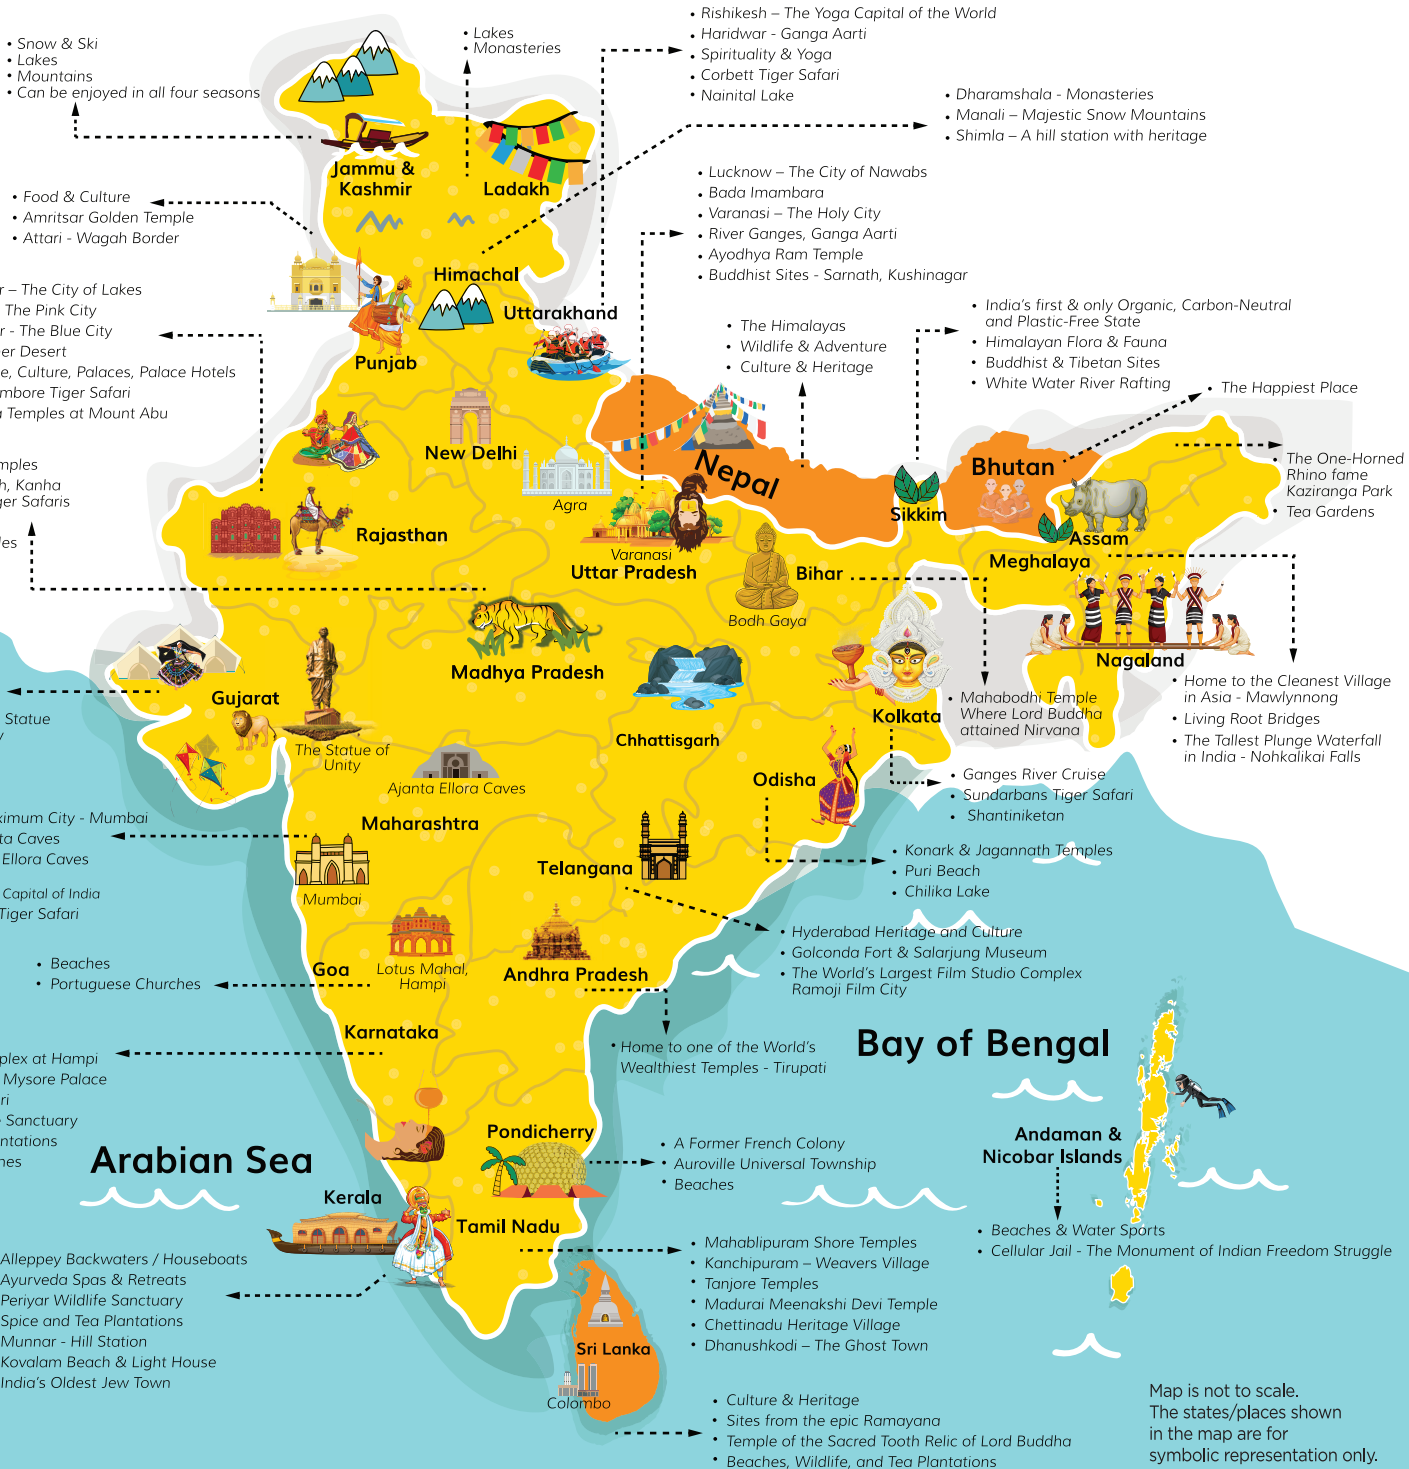 • Snow & Ski
• Lakes
• Mountains
• Can be enjoyed in all four seasons
• Lakes
• Monasteries
• Rishikesh – The Yoga Capital of the World
• Haridwar - Ganga Aarti
• Spirituality & Yoga
• Corbett Tiger Safari
• Nainital Lake
• Dharamshala - Monasteries
• Manali – Majestic Snow Mountains
• Shimla – A hill station with heritage
Jammu &
Kashmir
Ladakh
• Food & Culture
• Amritsar Golden Temple
• Attari - Wagah Border
• Lucknow – The City of Nawabs
• Bada Imambara
• Varanasi – The Holy City
• River Ganges, Ganga Aarti
• Ayodhya Ram Temple
• Buddhist Sites - Sarnath, Kushinagar
Himachal
Uttarakhand
Punjab
– The City of Lakes
The Pink City
- The Blue City
Desert
Culture, Palaces, Palace Hotels
Tiger Safari
Temples at Mount Abu
• The Himalayas
• Wildlife & Adventure
• Culture & Heritage
• India's first & only Organic, Carbon-Neutral
and Plastic-Free State
• Himalayan Flora & Fauna
• Buddhist & Tibetan Sites
• White Water River Rafting
• The Happiest Place
New Delhi
Agra
Nepal
Bhutan
Sikkim
• The One-Horned
Rhino fame
Kaziranga Park
• Tea Gardens
Kanha
Safaris
Rajasthan
Varanasi
Uttar Pradesh
Bihar
Bodh Gaya
Assam
Meghalaya
Nagaland
Madhya Pradesh
Gujarat
The Statue of
Unity
Statue
Chhattisgarh
Kolkata
• Mahabodhi Temple
Where Lord Buddha
attained Nirvana
• Home to the Cleanest Village
in Asia - Mawlynnong
• Living Root Bridges
• The Tallest Plunge Waterfall
in India - Nohkalikai Falls
Ajanta Ellora Caves
Odisha
• Ganges River Cruise
• Sundarbans Tiger Safari
• Shantiniketan
City - Mumbai
Caves
Ellora Caves
Capital of India
Tiger Safari
Maharashtra
Mumbai
Telangana
• Konark & Jagannath Temples
• Puri Beach
• Chilika Lake
• Hyderabad Heritage and Culture
• Golconda Fort & Salarjung Museum
• The World's Largest Film Studio Complex
Ramoji Film City
• Beaches
• Portuguese Churches
Goa
Lotus Mahal,
Hampi
Andhra Pradesh
Karnataka
• Home to one of the World's
Wealthiest Temples - Tirupati
Bay of Bengal
at Hampi
Mysore Palace
Sanctuary
Arabian Sea
Pondicherry
• A Former French Colony
• Auroville Universal Township
• Beaches
Andaman &
Nicobar Islands
• Beaches & Water Sports
• Cellular Jail - The Monument of Indian Freedom Struggle
Kerala
Tamil Nadu
Alleppey Backwaters / Houseboats
Ayurveda Spas & Retreats
Periyar Wildlife Sanctuary
Spice and Tea Plantations
Munnar - Hill Station
Kovalam Beach & Light House
India's Oldest Jew Town
• Mahablipuram Shore Temples
• Kanchipuram – Weavers Village
• Tanjore Temples
• Madurai Meenakshi Devi Temple
• Chettinadu Heritage Village
• Dhanushkodi – The Ghost Town
Sri Lanka
Colombo
• Culture & Heritage
• Sites from the epic Ramayana
• Temple of the Sacred Tooth Relic of Lord Buddha
• Beaches, Wildlife, and Tea Plantations
Map is not to scale.
The states/places shown
in the map are for
symbolic representation only.